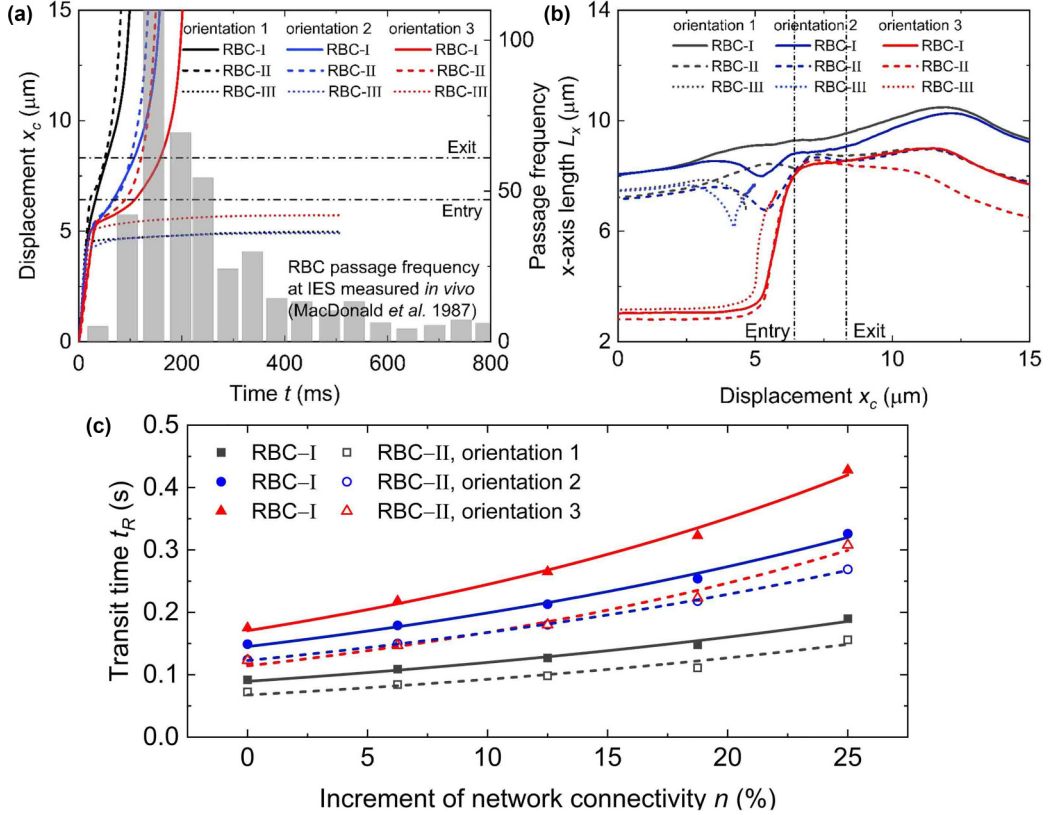 (a)
15
10
5
0
Displacement x_c (μm)
orientation 1 orientation 2 orientation 3
RBC-I RBC-I RBC-I
RBC-II RBC-II RBC-II
RBC-III RBC-III RBC-III
Exit
Entry
RBC passage frequency
at IES measured in vivo
(MacDonald et al. 1987)
100
50
0
Passage frequency
0 200 400 600 800
Time t (ms)
(b)
14
10
6
2
x-axis length L_x (μm)
orientation 1 orientation 2 orientation 3
RBC-I RBC-I RBC-I
RBC-II RBC-II RBC-II
RBC-III RBC-III RBC-III
Entry Exit
0 5 10 15
Displacement x_c (μm)
(c)
0.5
0.4
0.3
0.2
0.1
0.0
Transit time t_R (s)
RBC–I RBC–II, orientation 1
RBC–I RBC–II, orientation 2
RBC–I RBC–II, orientation 3
0 5 10 15 20 25
Increment of network connectivity n (%)